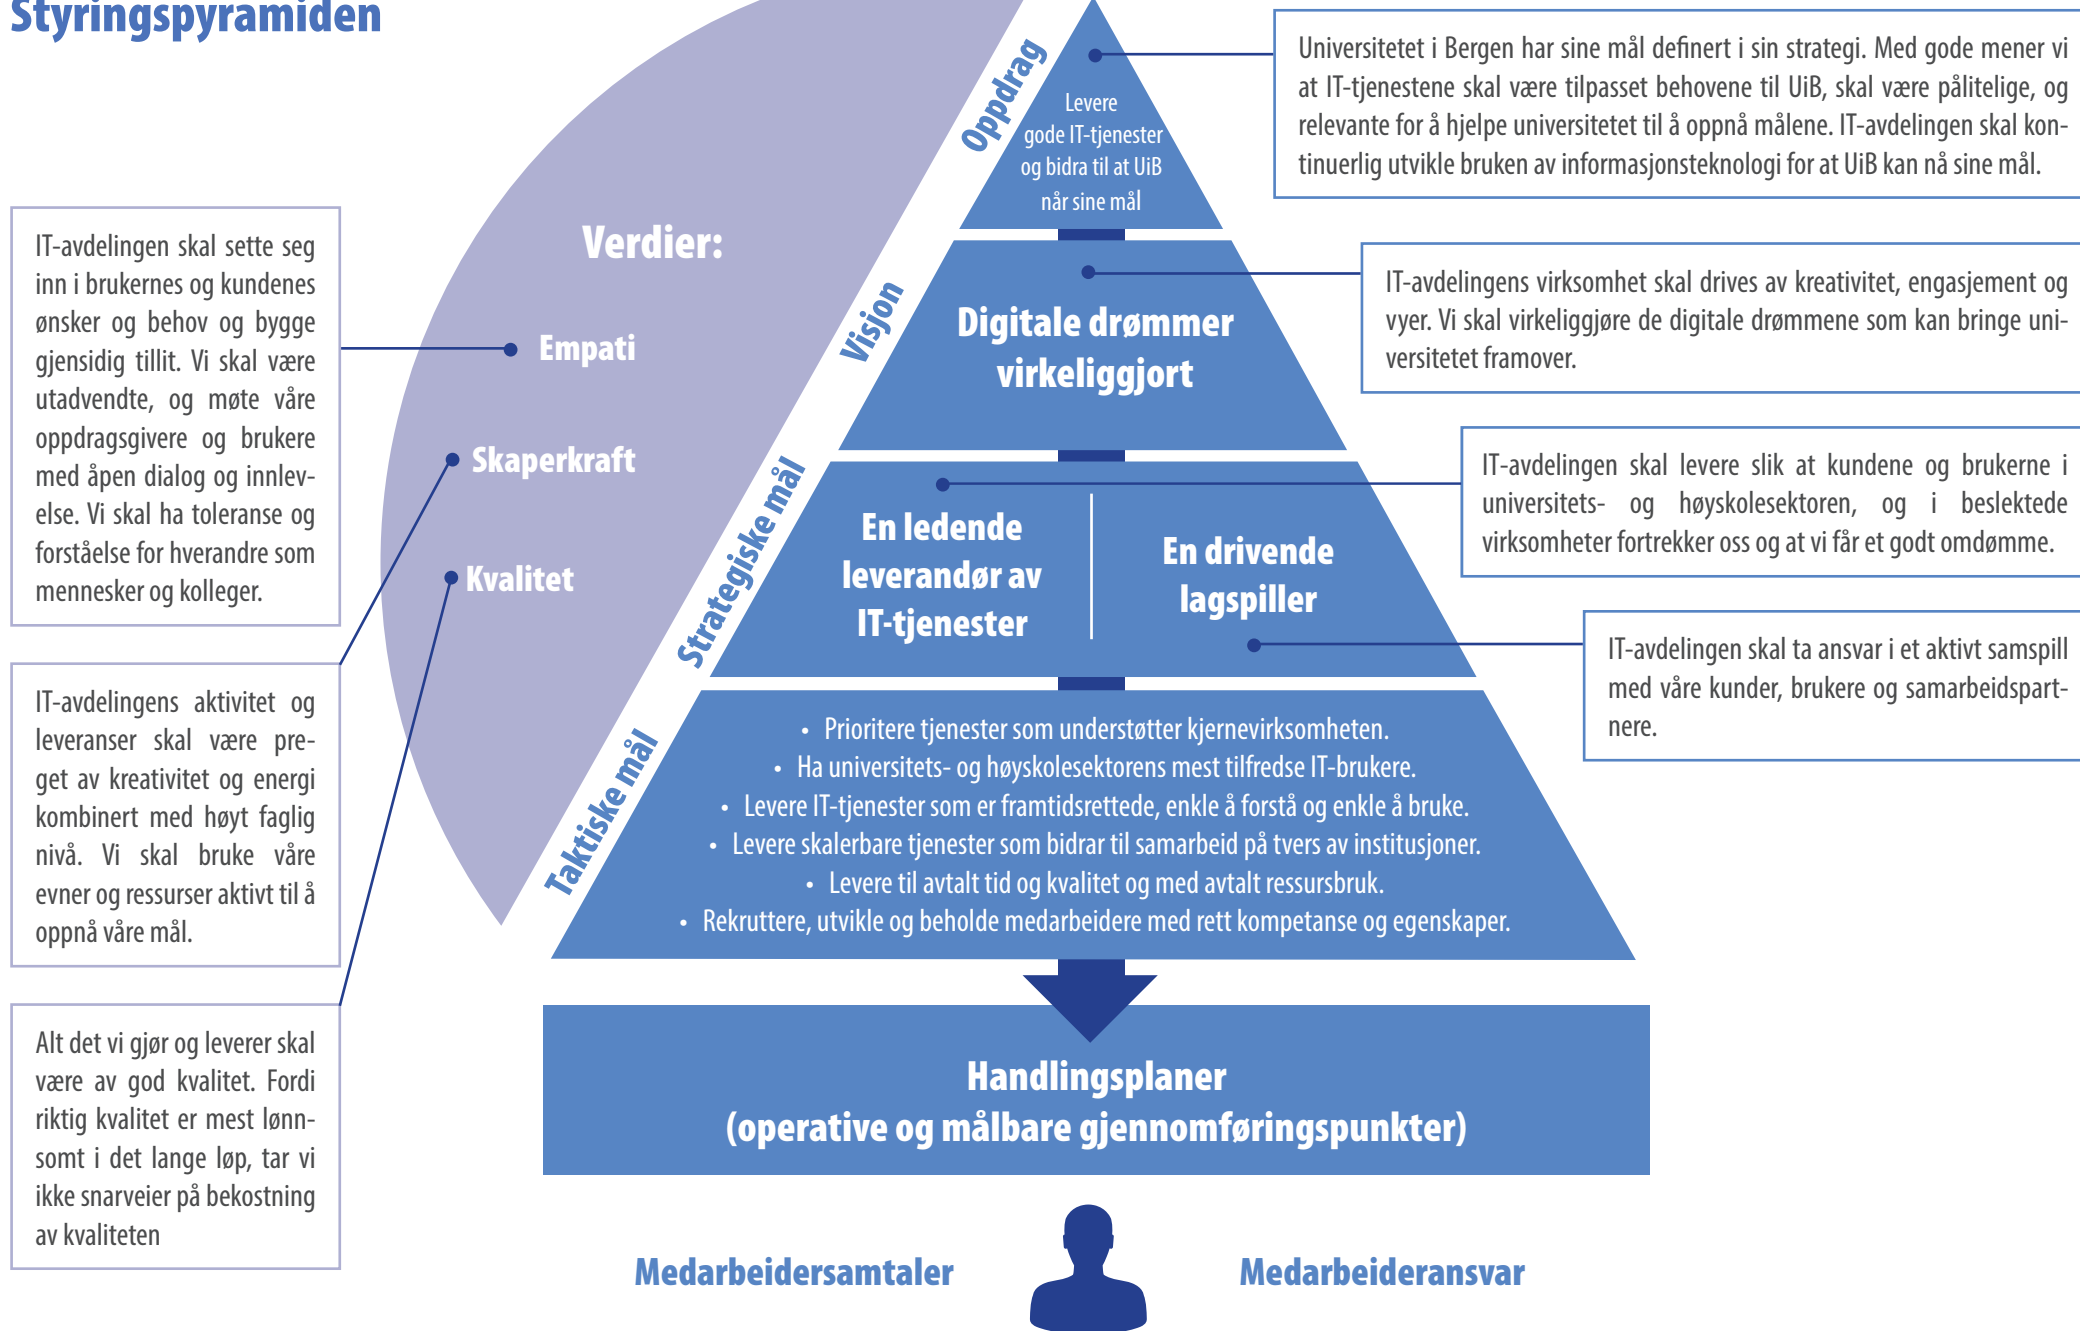 Styringspyramiden
Oppdrag
Levere
gode IT-tjenester
og bidra til at UiB
når sine mål
Universitetet i Bergen har sine mål definert i sin strategi. Med gode mener vi
at IT-tjenestene skal være tilpasset behovene til UiB, skal være pålitelige, og
relevante for å hjelpe universitetet til å oppnå målene. IT-avdelingen skal kon-
tinuerlig utvikle bruken av informasjonsteknologi for at UiB kan nå sine mål.
Visjon
Digitale drømmer
virkeliggjort
IT-avdelingens virksomhet skal drives av kreativitet, engasjement og
vyer. Vi skal virkeliggjøre de digitale drømmene som kan bringe uni-
versitetet framover.
Strategiske mål
En ledende
leverandør av
IT-tjenester
En drivende
lagspiller
IT-avdelingen skal levere slik at kundene og brukerne i
universitets- og høyskolesektoren, og i beslektede
virksomheter fortrekker oss og at vi får et godt omdømme.
IT-avdelingen skal ta ansvar i et aktivt samspill
med våre kunder, brukere og samarbeidspart-
nere.
Taktiske mål
• Prioritere tjenester som understøtter kjernevirksomheten.
• Ha universitets- og høyskolesektorens mest tilfredse IT-brukere.
• Levere IT-tjenester som er framtidsrettede, enkle å forstå og enkle å bruke.
• Levere skalerbare tjenester som bidrar til samarbeid på tvers av institusjoner.
• Levere til avtalt tid og kvalitet og med avtalt ressursbruk.
• Rekruttere, utvikle og beholde medarbeidere med rett kompetanse og egenskaper.
Verdier:
Empati
Skaperkraft
Kvalitet
IT-avdelingen skal sette seg
inn i brukernes og kundenes
ønsker og behov og bygge
gjensidig tillit. Vi skal være
utadvendte, og møte våre
oppdragsgivere og brukere
med åpen dialog og innlev-
else. Vi skal ha toleranse og
forståelse for hverandre som
mennesker og kolleger.
IT-avdelingens aktivitet og
leveranser skal være pre-
get av kreativitet og energi
kombinert med høyt faglig
nivå. Vi skal bruke våre
evner og ressurser aktivt til å
oppnå våre mål.
Alt det vi gjør og leverer skal
være av god kvalitet. Fordi
riktig kvalitet er mest lønn-
somt i det lange løp, tar vi
ikke snarveier på bekostning
av kvaliteten
Handlingsplaner
(operative og målbare gjennomføringspunkter)
Medarbeidersamtaler
Medarbeideransvar